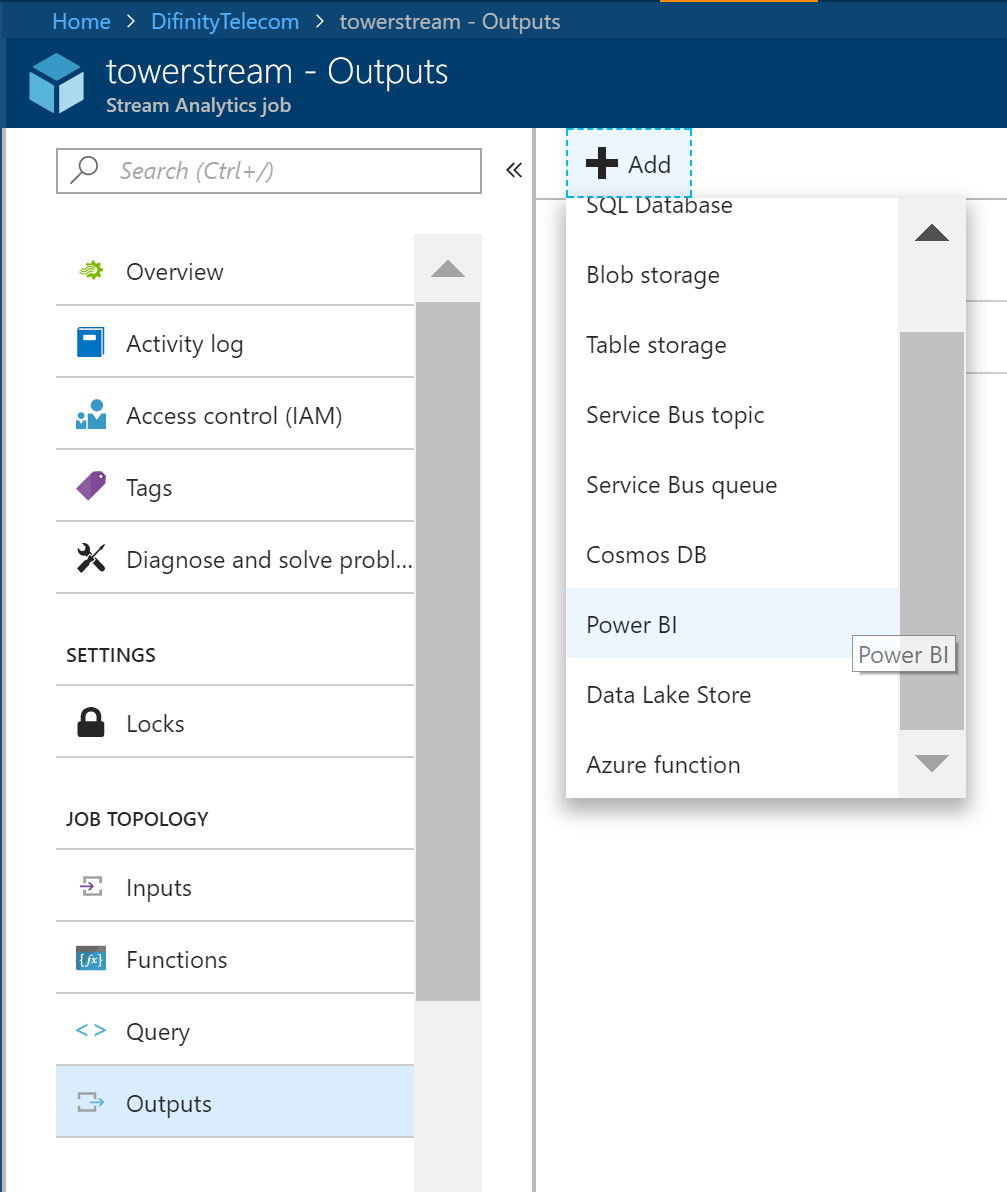 Home > DifinityTelecom > towerstream - Outputs
towerstream - Outputs
Stream Analytics job
Search (Ctrl+/)
Overview
Activity log
Access control (IAM)
Tags
Diagnose and solve probl...
SETTINGS
Locks
JOB TOPOLOGY
Inputs
Functions
Query
Outputs
Add
SQL Database
Blob storage
Table storage
Service Bus topic
Service Bus queue
Cosmos DB
Power BI
Power BI
Data Lake Store
Azure function